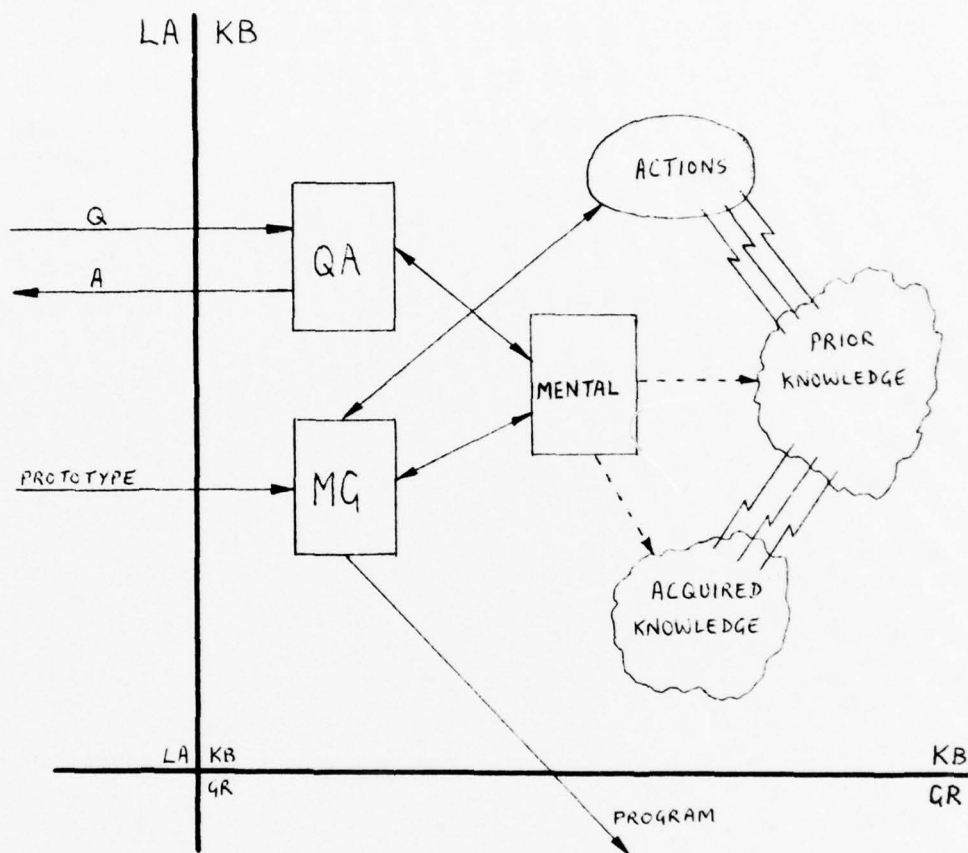 LA KB
ACTIONS
Q
QA
A
PRIOR
KNOWLEDGE
MENTAL
PROTOTYPE
MG
ACQUIRED
KNOWLEDGE
LA KB
KB
GR
GR
PROGRAM